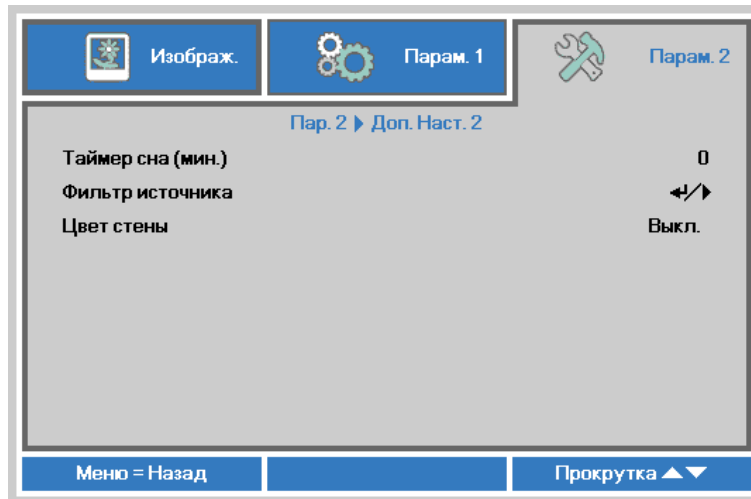 Изображ. Парам. 1 Парам. 2
Пар. 2 ▶ Доп. Наст. 2
Таймер сна (мин.) 0
Фильтр источника ↵/▶
Цвет стены Выкл.
Меню = Назад Прокрутка ▲▼